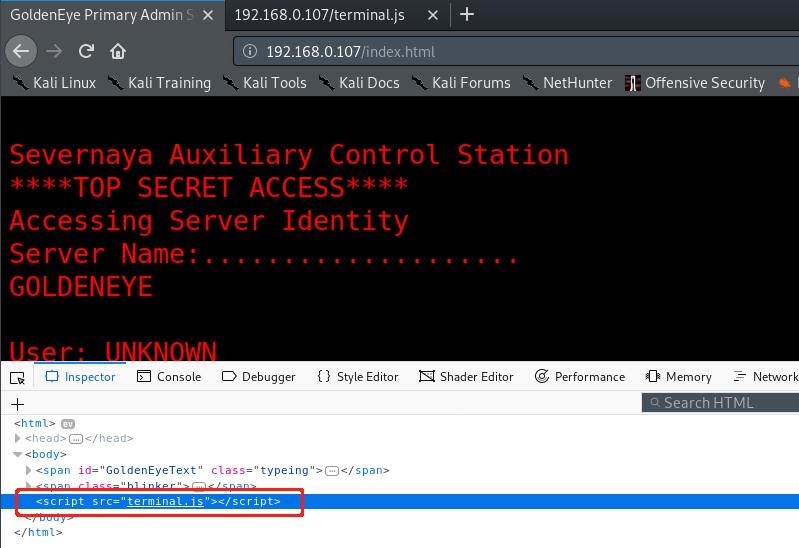 GoldenEye Primary Admin S
192.168.0.107/terminal.js
192.168.0.107/index.html
Kali Linux Kali Training Kali Tools Kali Docs Kali Forums NetHunter Offensive Security
Severnaya Auxiliary Control Station
****TOP SECRET ACCESS****
Accessing Server Identity
Server Name:....................
GOLDENEYE
User: UNKNOWN
Inspector Console Debugger {} Style Editor Shader Editor Performance Memory Network
Search HTML
<html> ev
<head>…</head>
<body>
<span id="GoldenEyeText" class="typeing">…</span>
<span class="blinker">…</span>
<script src="terminal.js"></script>
</body>
</html>